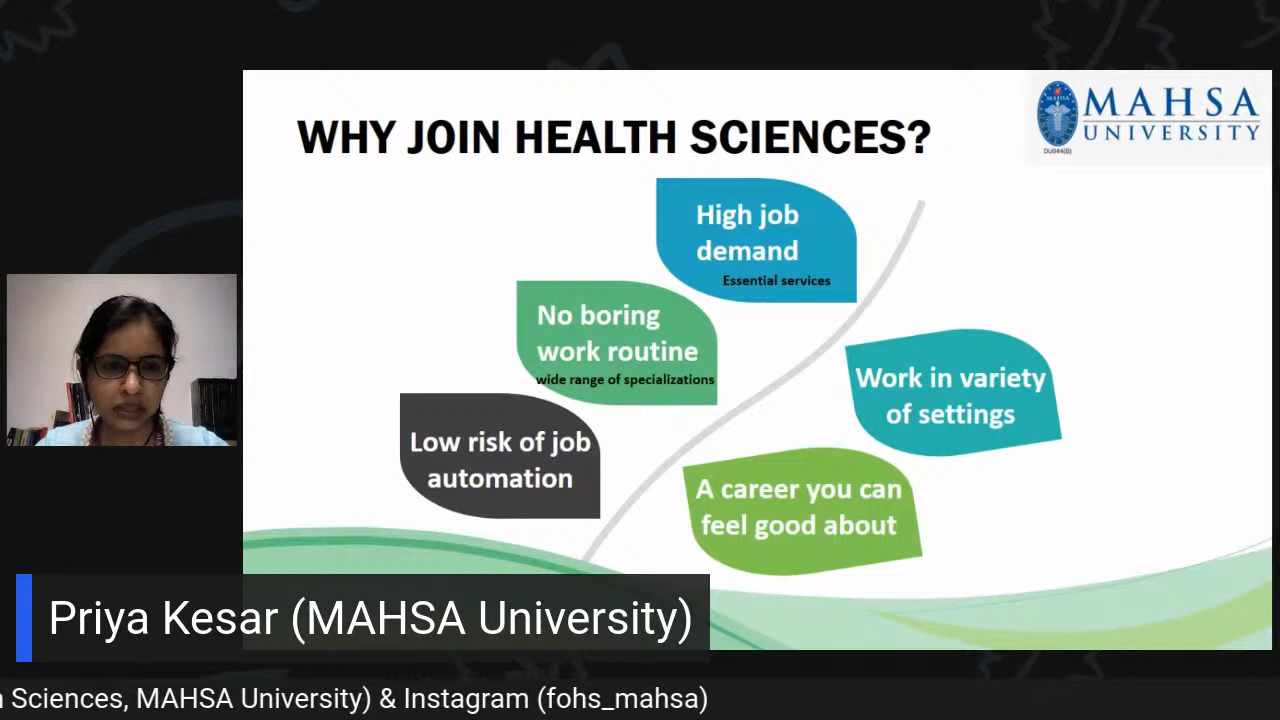 WHY JOIN HEALTH SCIENCES?
MAHSA
UNIVERSITY
DU044(B)
High job
demand
Essential services
No boring
work routine
wide range of specializations
Work in variety
of settings
Low risk of job
automation
A career you can
feel good about
Priya Kesar (MAHSA University)
Sciences, MAHSA University) & Instagram (fohs_mahsa)